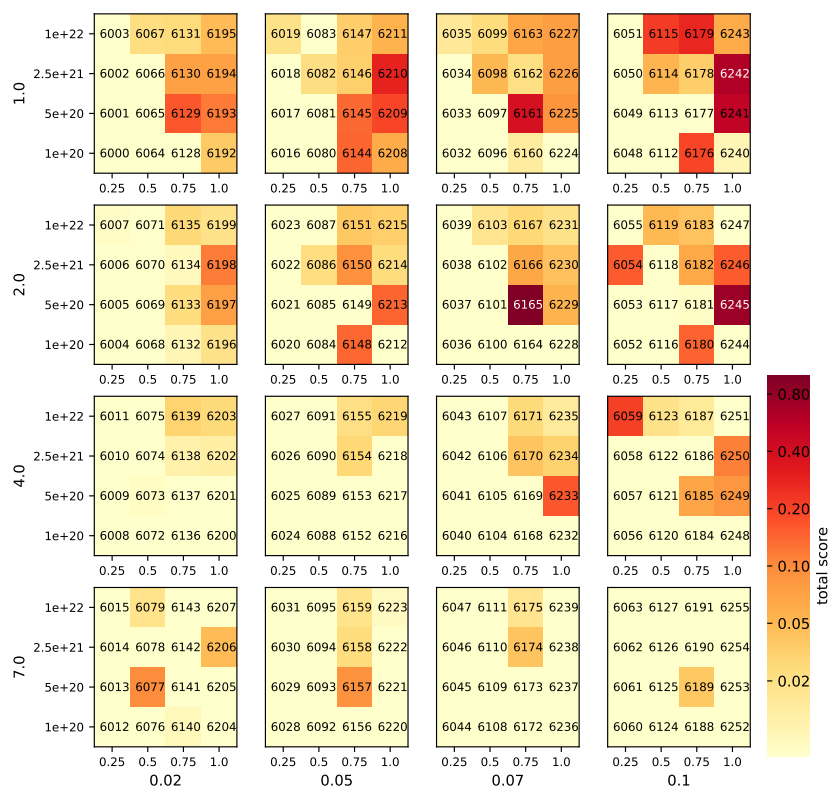 1.0
1e+22 6003 6067 6131 6195 6019 6083 6147 6211 6035 6099 6163 6227 6051 6115 6179 6243
2.5e+21 6002 6066 6130 6194 6018 6082 6146 6210 6034 6098 6162 6226 6050 6114 6178 6242
5e+20 6001 6065 6129 6193 6017 6081 6145 6209 6033 6097 6161 6225 6049 6113 6177 6241
1e+20 6000 6064 6128 6192 6016 6080 6144 6208 6032 6096 6160 6224 6048 6112 6176 6240
0.25 0.5 0.75 1.0 0.25 0.5 0.75 1.0 0.25 0.5 0.75 1.0 0.25 0.5 0.75 1.0
2.0
1e+22 6007 6071 6135 6199 6023 6087 6151 6215 6039 6103 6167 6231 6055 6119 6183 6247
2.5e+21 6006 6070 6134 6198 6022 6086 6150 6214 6038 6102 6166 6230 6054 6118 6182 6246
5e+20 6005 6069 6133 6197 6021 6085 6149 6213 6037 6101 6165 6229 6053 6117 6181 6245
1e+20 6004 6068 6132 6196 6020 6084 6148 6212 6036 6100 6164 6228 6052 6116 6180 6244
0.25 0.5 0.75 1.0 0.25 0.5 0.75 1.0 0.25 0.5 0.75 1.0 0.25 0.5 0.75 1.0
4.0
1e+22 6011 6075 6139 6203 6027 6091 6155 6219 6043 6107 6171 6235 6059 6123 6187 6251
2.5e+21 6010 6074 6138 6202 6026 6090 6154 6218 6042 6106 6170 6234 6058 6122 6186 6250
5e+20 6009 6073 6137 6201 6025 6089 6153 6217 6041 6105 6169 6233 6057 6121 6185 6249
1e+20 6008 6072 6136 6200 6024 6088 6152 6216 6040 6104 6168 6232 6056 6120 6184 6248
0.25 0.5 0.75 1.0 0.25 0.5 0.75 1.0 0.25 0.5 0.75 1.0 0.25 0.5 0.75 1.0
7.0
1e+22 6015 6079 6143 6207 6031 6095 6159 6223 6047 6111 6175 6239 6063 6127 6191 6255
2.5e+21 6014 6078 6142 6206 6030 6094 6158 6222 6046 6110 6174 6238 6062 6126 6190 6254
5e+20 6013 6077 6141 6205 6029 6093 6157 6221 6045 6109 6173 6237 6061 6125 6189 6253
1e+20 6012 6076 6140 6204 6028 6092 6156 6220 6044 6108 6172 6236 6060 6124 6188 6252
0.25 0.5 0.75 1.0 0.25 0.5 0.75 1.0 0.25 0.5 0.75 1.0 0.25 0.5 0.75 1.0
0.02 0.05 0.07 0.1
0.80
0.40
0.20
0.10
0.05
0.02
total score